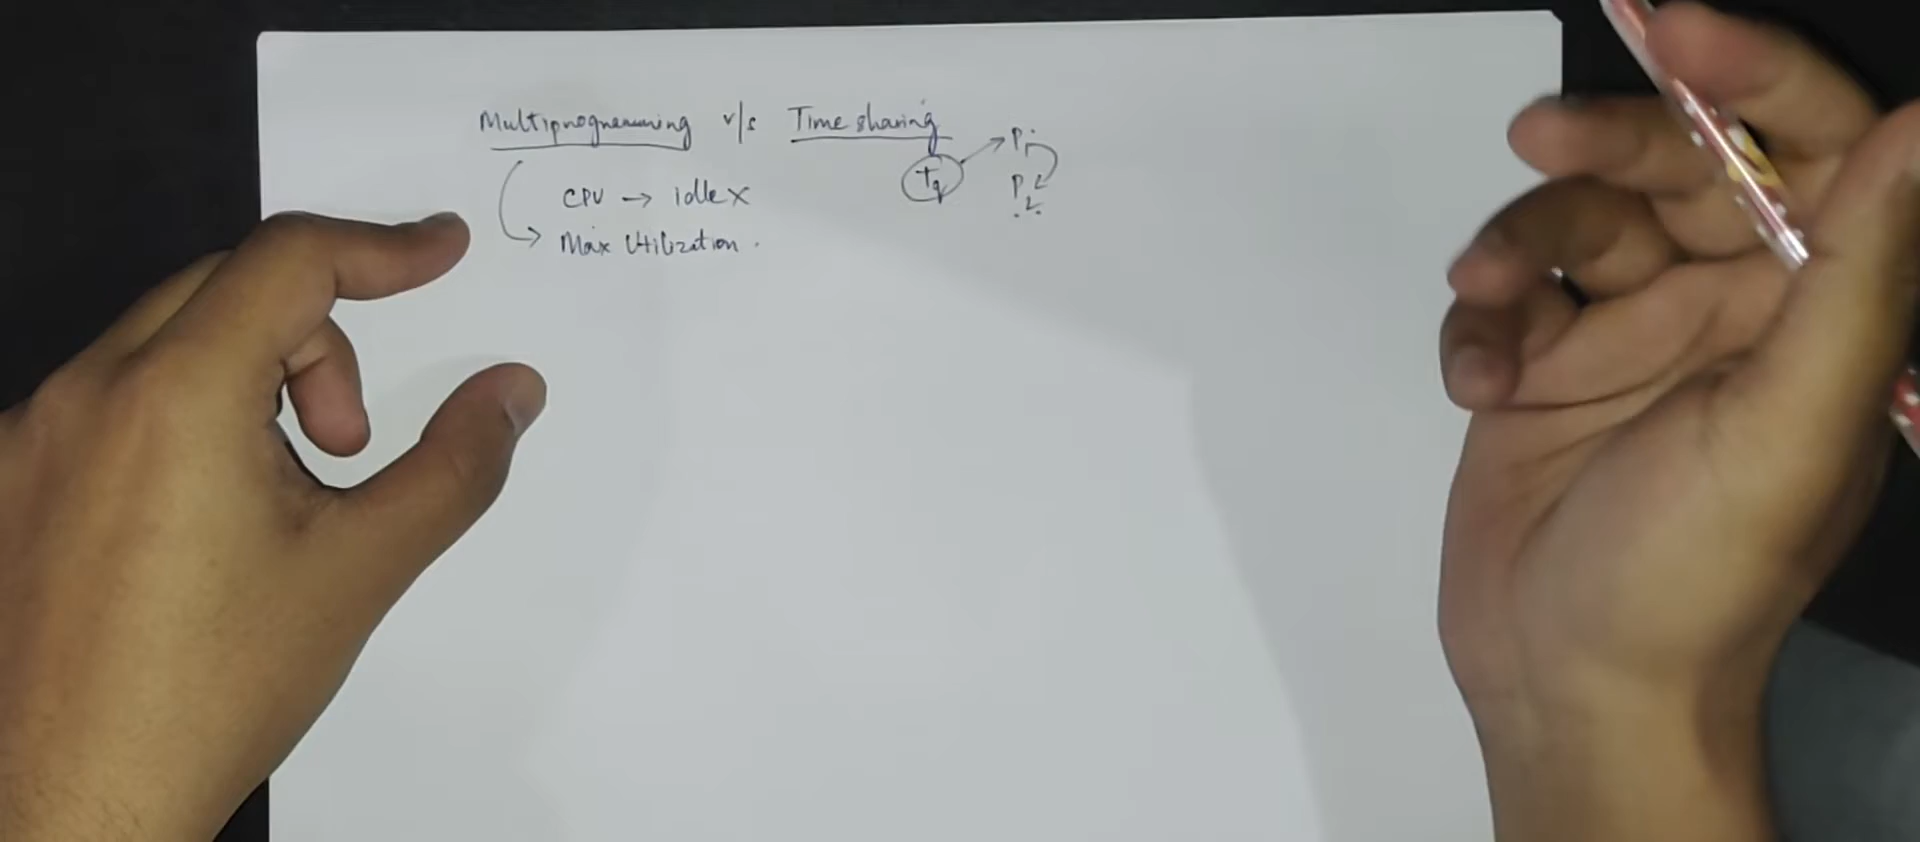 Multiprogramming v/s Time sharing
CPU → idle X
Max Utilization.
Tq → P1
P2